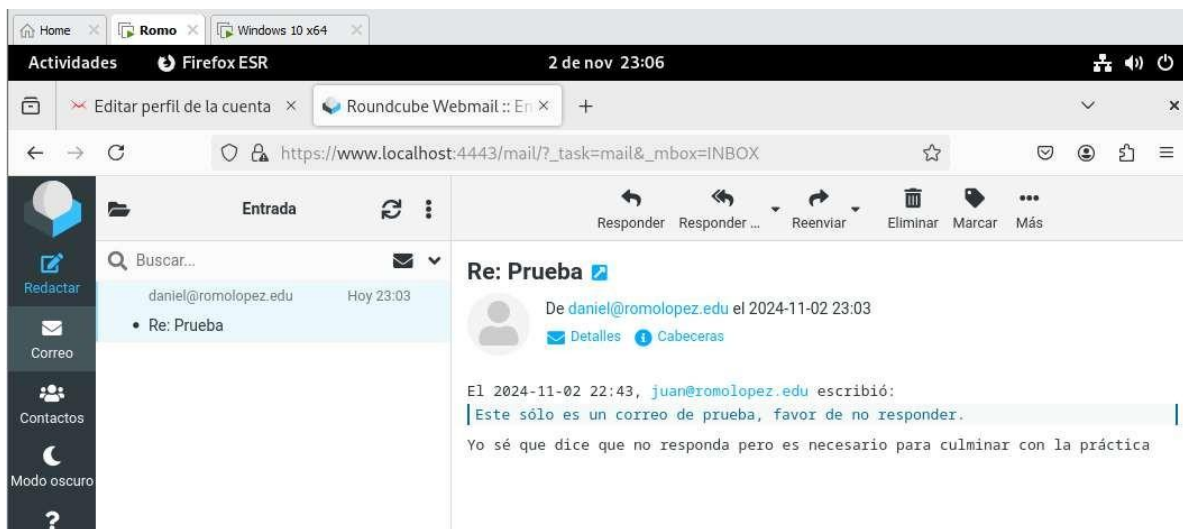 Home
Romo
Windows 10 x64
Actividades Firefox ESR 2 de nov 23:06
Editar perfil de la cuenta
Roundcube Webmail :: En
https://www.localhost:4443/mail/?_task=mail&_mbox=INBOX
Redactar
Correo
Contactos
Modo oscuro
?
Entrada
Buscar...
daniel@romolopez.edu Hoy 23:03
• Re: Prueba
Responder Responder ... Reenviar Eliminar Marcar Más
Re: Prueba
De daniel@romolopez.edu el 2024-11-02 23:03
Detalles Cabeceras
El 2024-11-02 22:43, juan@romolopez.edu escribió:
Este sólo es un correo de prueba, favor de no responder.
Yo sé que dice que no responda pero es necesario para culminar con la práctica